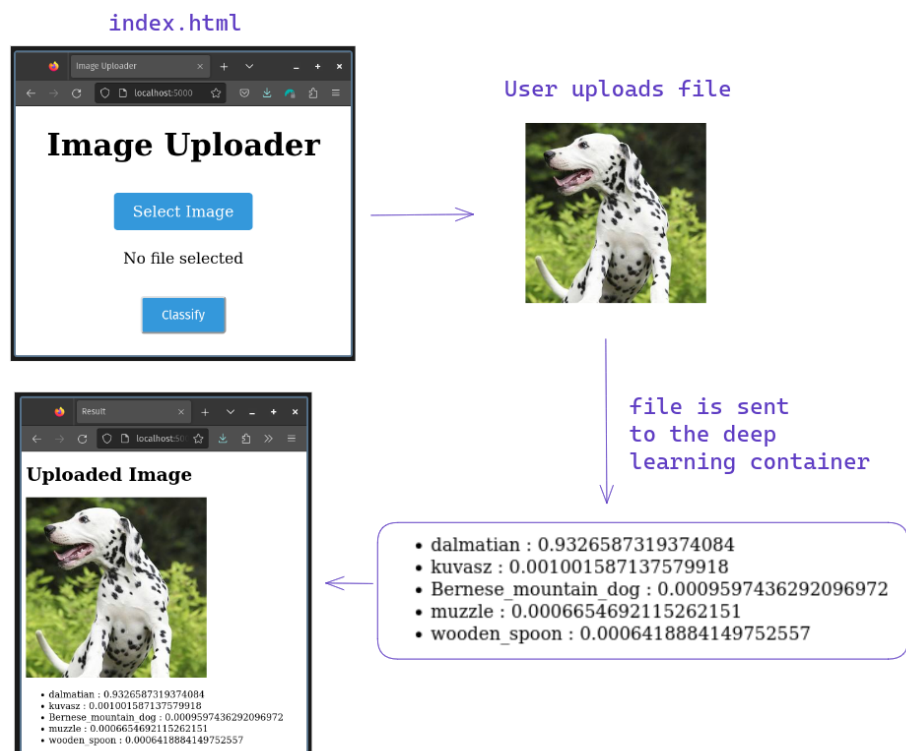 index.html
Image Uploader
localhost:5000
Image Uploader
Select Image
No file selected
Classify
User uploads file
file is sent
to the deep
learning container
dalmatian : 0.9326587319374084
kuvasz : 0.001001587137579918
Bernese_mountain_dog : 0.0009597436292096972
muzzle : 0.0006654692115262151
wooden_spoon : 0.0006418884149752557
Result
localhost:50
Uploaded Image
dalmatian : 0.9326587319374084
kuvasz : 0.001001587137579918
Bernese_mountain_dog : 0.0009597436292096972
muzzle : 0.0006654692115262151
wooden_spoon : 0.0006418884149752557